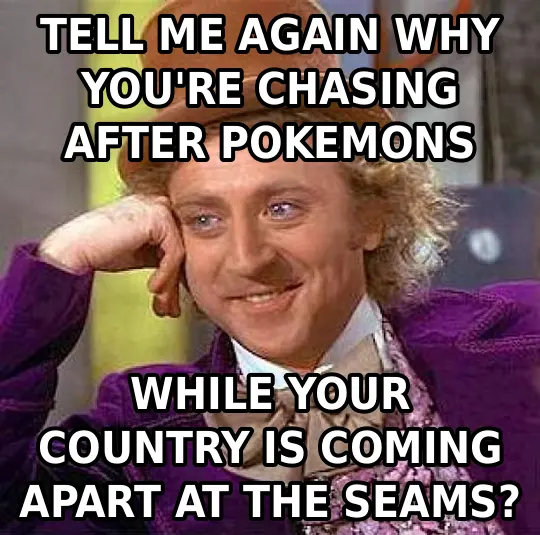 TELL ME AGAIN WHY
YOU'RE CHASING
AFTER POKEMONS
WHILE YOUR
COUNTRY IS COMING
APART AT THE SEAMS?